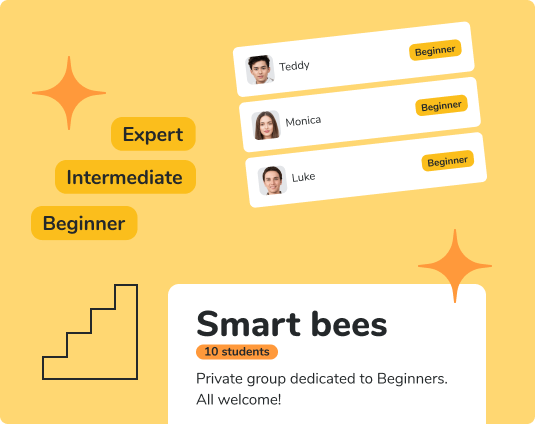 Teddy
Beginner
Monica
Beginner
Luke
Beginner
Expert
Intermediate
Beginner
Smart bees
10 students
Private group dedicated to Beginners.
All welcome!